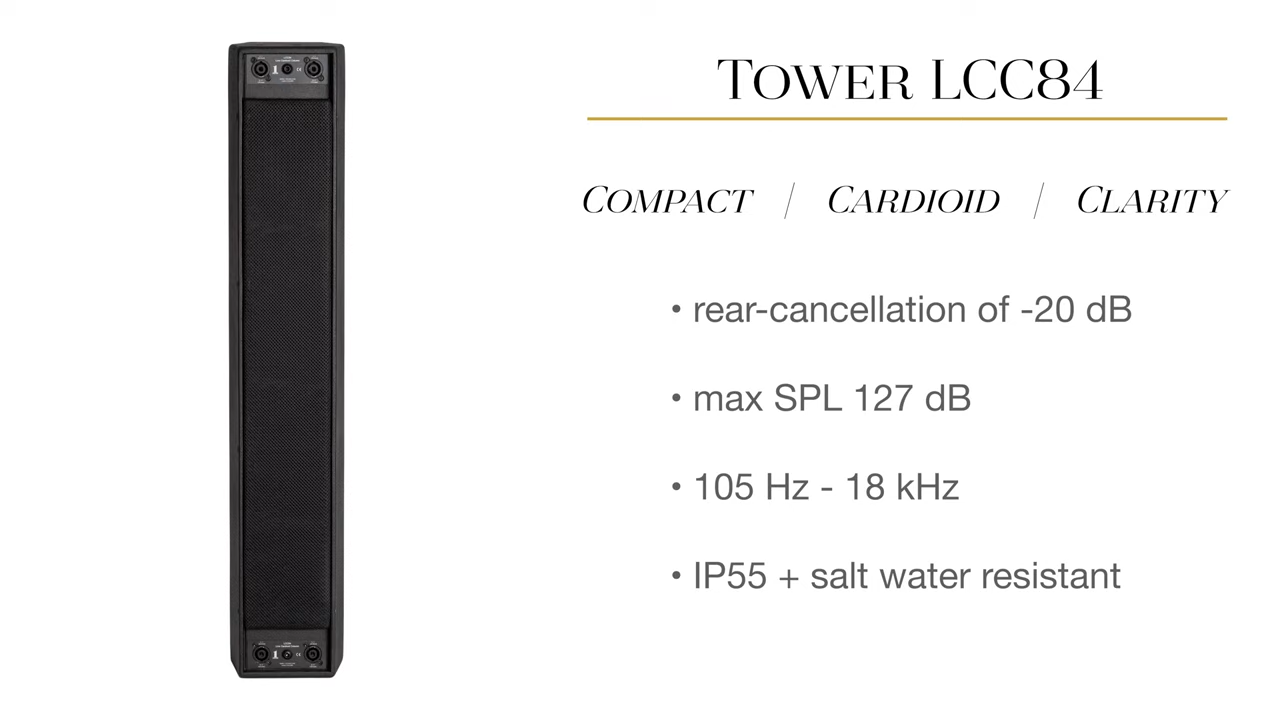 Tower LCC84
Compact / Cardioid / Clarity
• rear-cancellation of -20 dB
• max SPL 127 dB
• 105 Hz - 18 kHz
• IP55 + salt water resistant